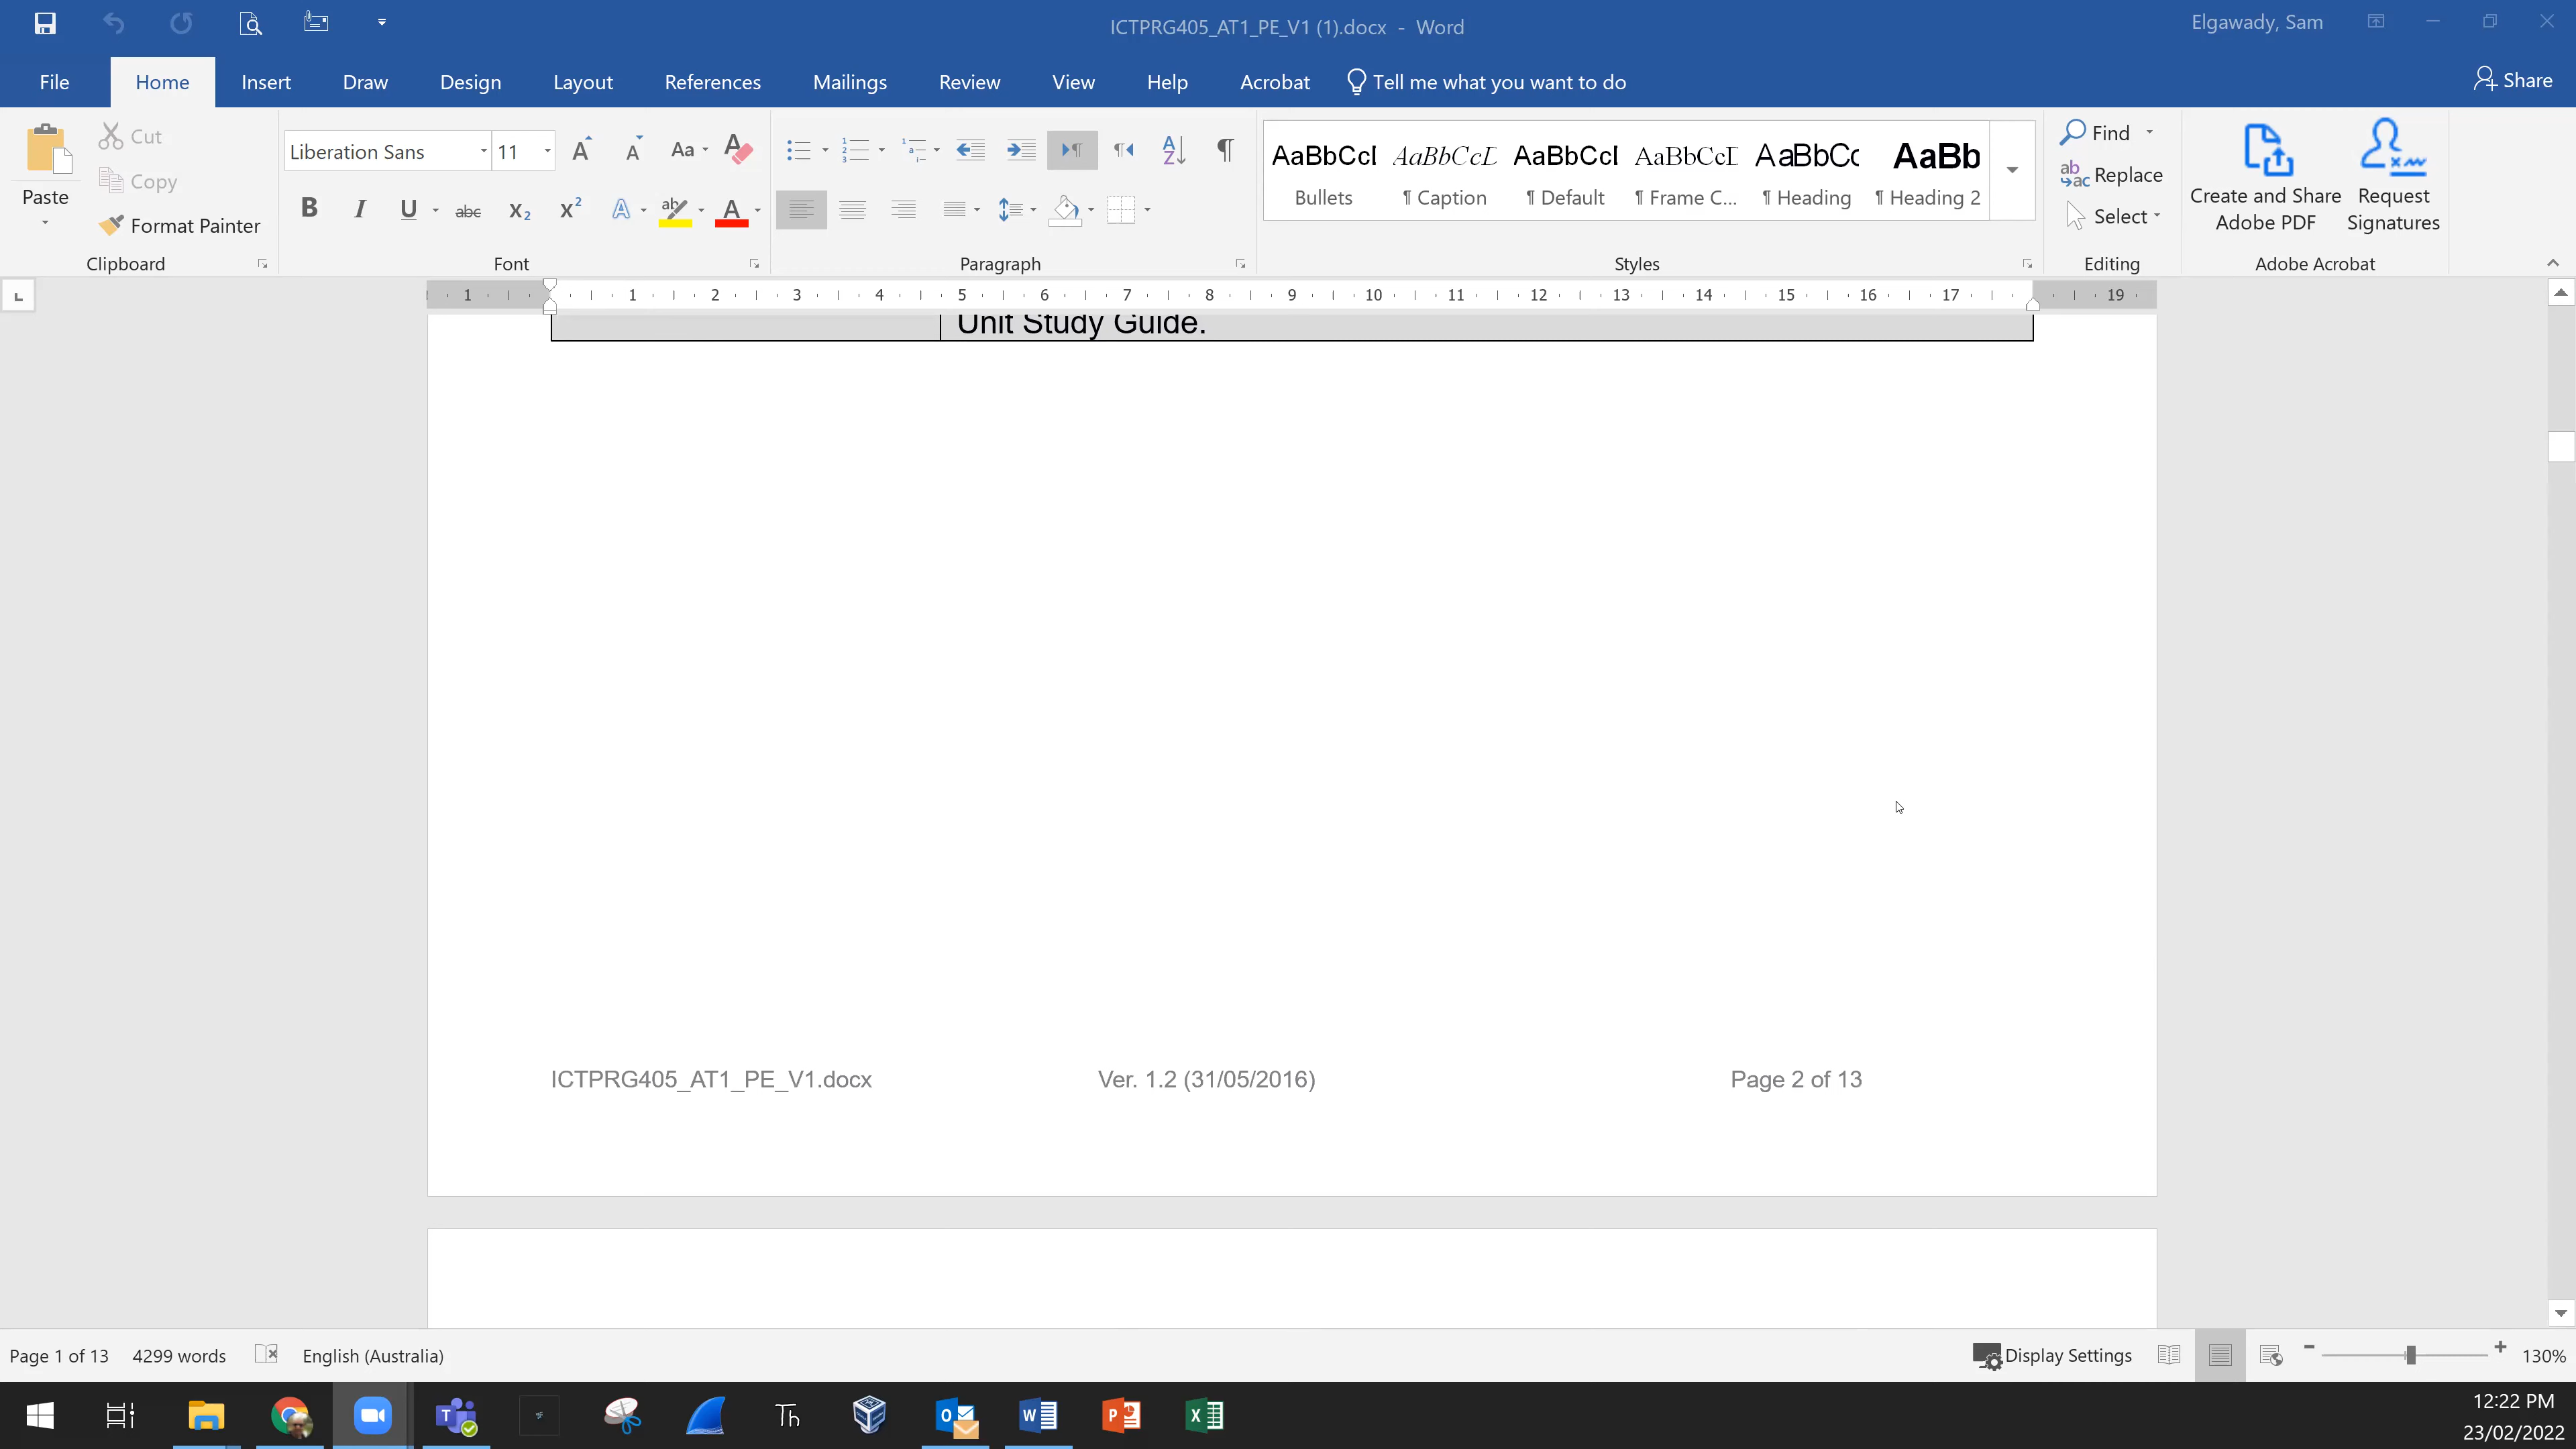 ICTPRG405_AT1_PE_V1 (1).docx - Word
Elgawady, Sam
File Home Insert Draw Design Layout References Mailings Review View Help Acrobat Tell me what you want to do Share
Paste
Cut
Copy
Format Painter
Clipboard
Liberation Sans 11
Font
Paragraph
AaBbCcI AaBbCcD AaBbCcI AaBbCcD AaBbCc AaBb
Bullets ¶ Caption ¶ Default ¶ Frame C... ¶ Heading ¶ Heading 2
Styles
Find
Replace
Select
Editing
Create and Share Adobe PDF
Request Signatures
Adobe Acrobat
1 1 2 3 4 5 6 7 8 9 10 11 12 13 14 15 16 17 19
Unit Study Guide.
ICTPRG405_AT1_PE_V1.docx Ver. 1.2 (31/05/2016) Page 2 of 13
Page 1 of 13 4299 words English (Australia) Display Settings 130%
12:22 PM
23/02/2022